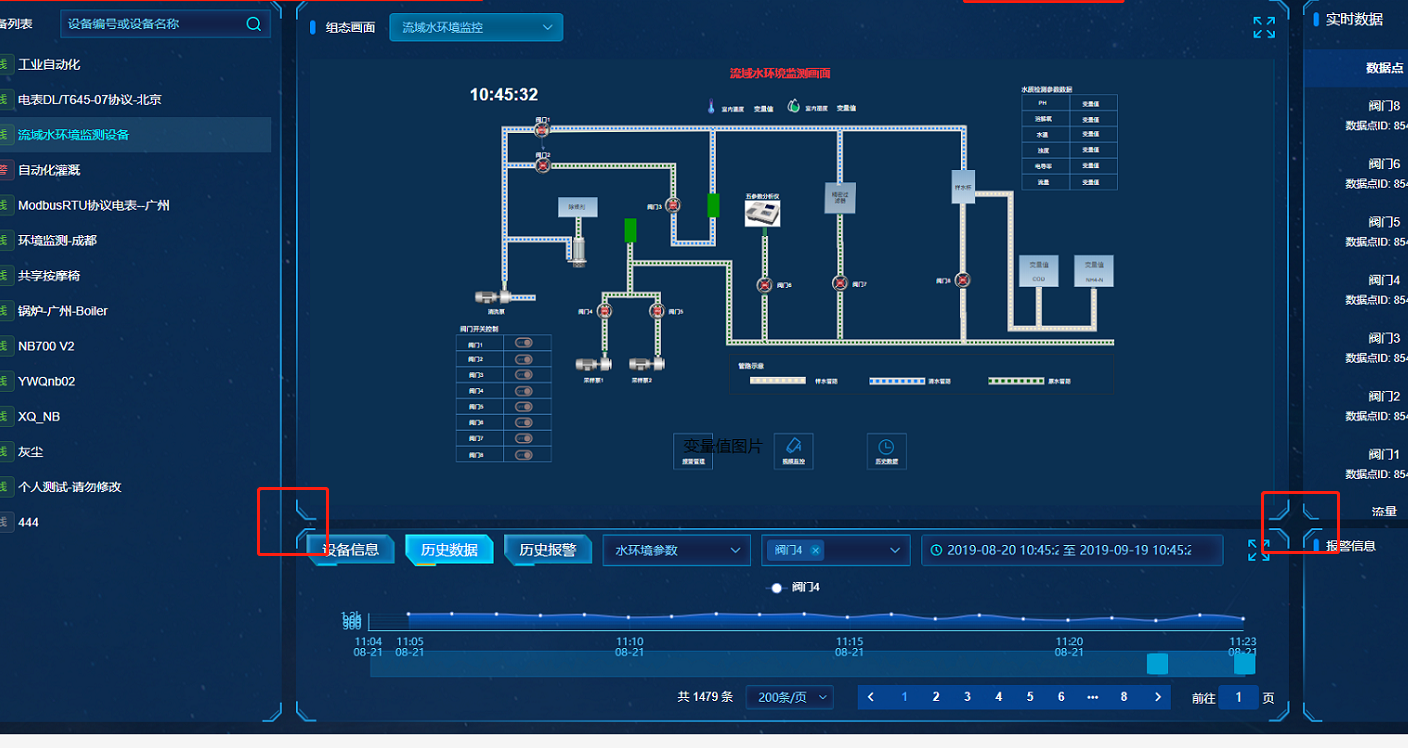 备列表
设备编号或设备名称
线 工业自动化
线 电表DL/T645-07协议-北京
线 流域水环境监测设备
警 自动化灌溉
线 ModbusRTU协议电表--广州
线 环境监测-成都
线 共享按摩椅
线 锅炉-广州-Boiler
线 NB700 V2
线 YWQnb02
线 XQ_NB
线 灰尘
线 个人测试-请勿修改
线 444
组态画面
流域水环境监控
流域水环境监测画面
10:45:32
室内温度 变量值
室内湿度 变量值
水质检测参数数据
PH 变量值
溶解氧 变量值
水温 变量值
浊度 变量值
电导率 变量值
流量 变量值
阀门1
阀门2
阀门3
五参数分析仪
精密过
滤器
样水杯
变量值
COD
变量值
NH4-N
阀门6
阀门7
阀门8
清洗泵
阀门4
阀门5
采样泵1
采样泵2
阀门开关控制
阀门1
阀门2
阀门3
阀门4
阀门5
阀门6
阀门7
阀门8
管路示意
样水管路
清水管路
原水管路
变量值图片
报警管理
视频监控
历史数据
设备信息
历史数据
历史报警
水环境参数
阀门4
2019-08-20 10:45:2 至 2019-09-19 10:45:2
阀门4
1.2k
900
11:04
08-21
11:05
08-21
11:10
08-21
11:15
08-21
11:20
08-21
11:23
08-21
共 1479 条
200条/页
1 2 3 4 5 6 ••• 8
前往 1 页
实时数据
数据点
阀门8
数据点ID: 854
阀门6
数据点ID: 854
阀门5
数据点ID: 854
阀门4
数据点ID: 854
阀门3
数据点ID: 854
阀门2
数据点ID: 854
阀门1
数据点ID: 854
流量
报警信息